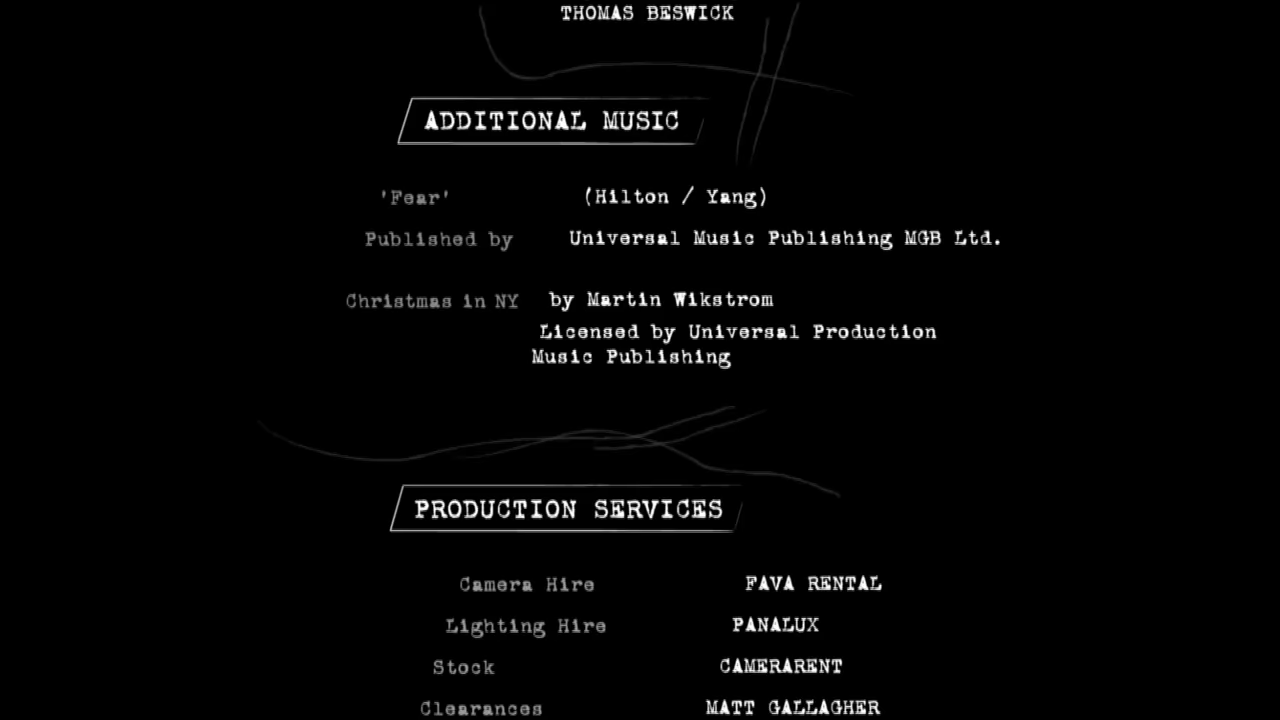 THOMAS BESWICK
ADDITIONAL MUSIC
'Fear' (Hilton / Yang)
Published by Universal Music Publishing MGB Ltd.
Christmas in NY by Martin Wikstrom
Licensed by Universal Production
Music Publishing
PRODUCTION SERVICES
Camera Hire FAVA RENTAL
Lighting Hire PANALUX
Stock CAMERARENT
Clearances MATT GALLAGHER